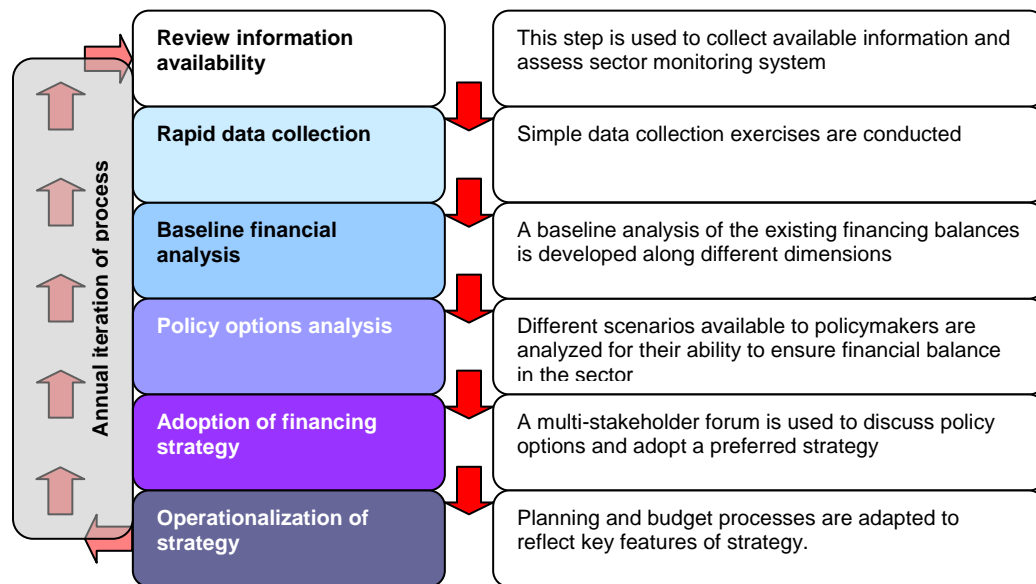 Review information
availability
This step is used to collect available information and
assess sector monitoring system
Rapid data collection
Simple data collection exercises are conducted
Baseline financial
analysis
A baseline analysis of the existing financing balances
is developed along different dimensions
Policy options analysis
Different scenarios available to policymakers are
analyzed for their ability to ensure financial balance
in the sector
Adoption of financing
strategy
A multi-stakeholder forum is used to discuss policy
options and adopt a preferred strategy
Operationalization of
strategy
Planning and budget processes are adapted to
reflect key features of strategy.
Annual iteration of process